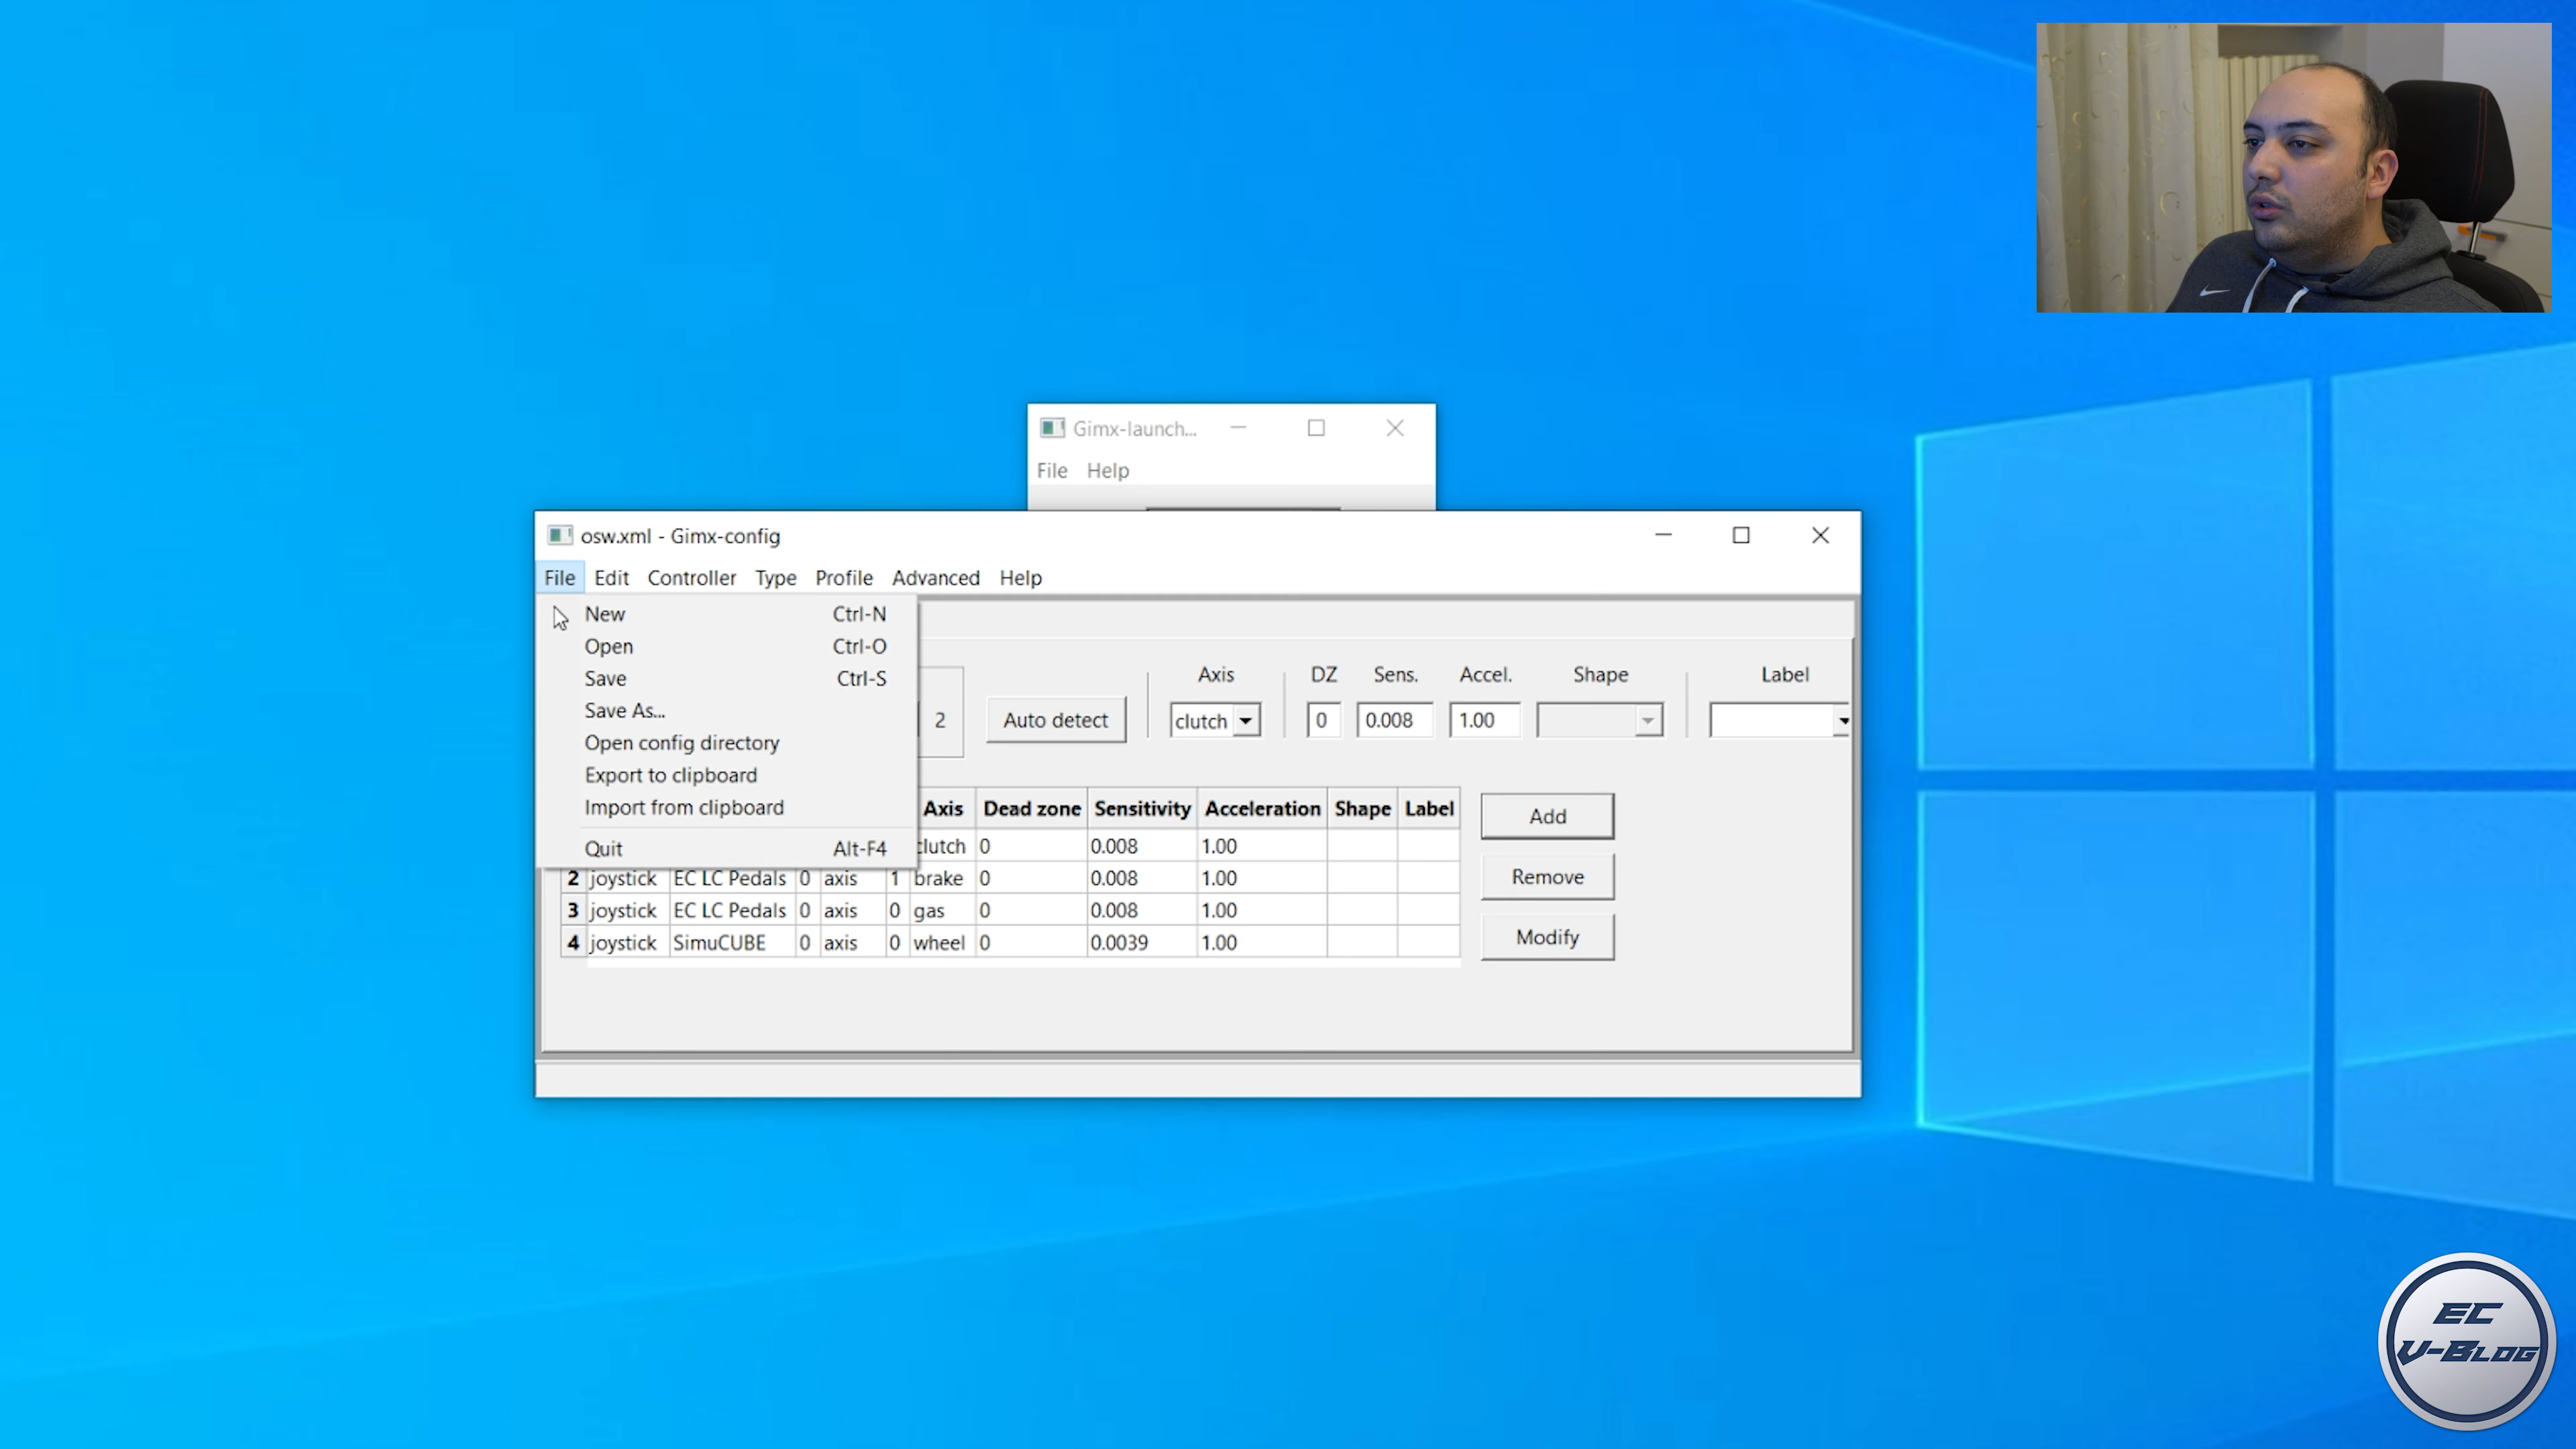 Gimx-launch...
File Help
osw.xml - Gimx-config
File Edit Controller Type Profile Advanced Help
New Ctrl-N
Open Ctrl-O
Save Ctrl-S
Save As...
Open config directory
Export to clipboard
Import from clipboard
Quit Alt-F4
Axis DZ Sens. Accel. Shape Label
2 Auto detect clutch 0 0.008 1.00
Axis Dead zone Sensitivity Acceleration Shape Label
clutch 0 0.008 1.00
2 joystick EC LC Pedals 0 axis 1 brake 0 0.008 1.00
3 joystick EC LC Pedals 0 axis 0 gas 0 0.008 1.00
4 joystick SimuCUBE 0 axis 0 wheel 0 0.0039 1.00
Add
Remove
Modify
EC
V-BLOG